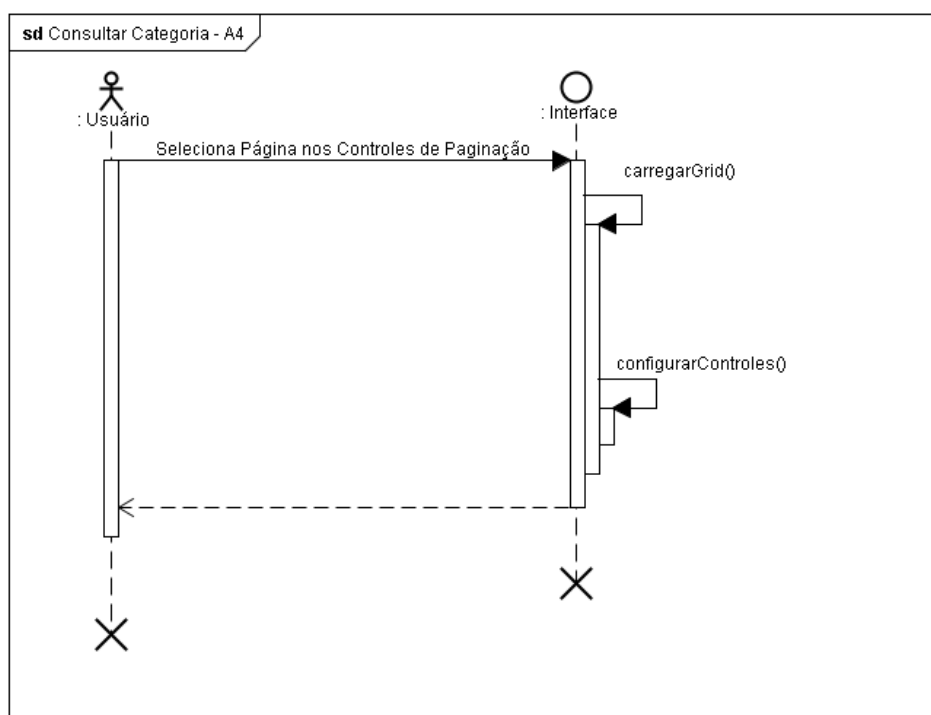 sd Consultar Categoria - A4
: Usuário
: Interface
Seleciona Página nos Controles de Paginação
carregarGrid()
configurarControles()